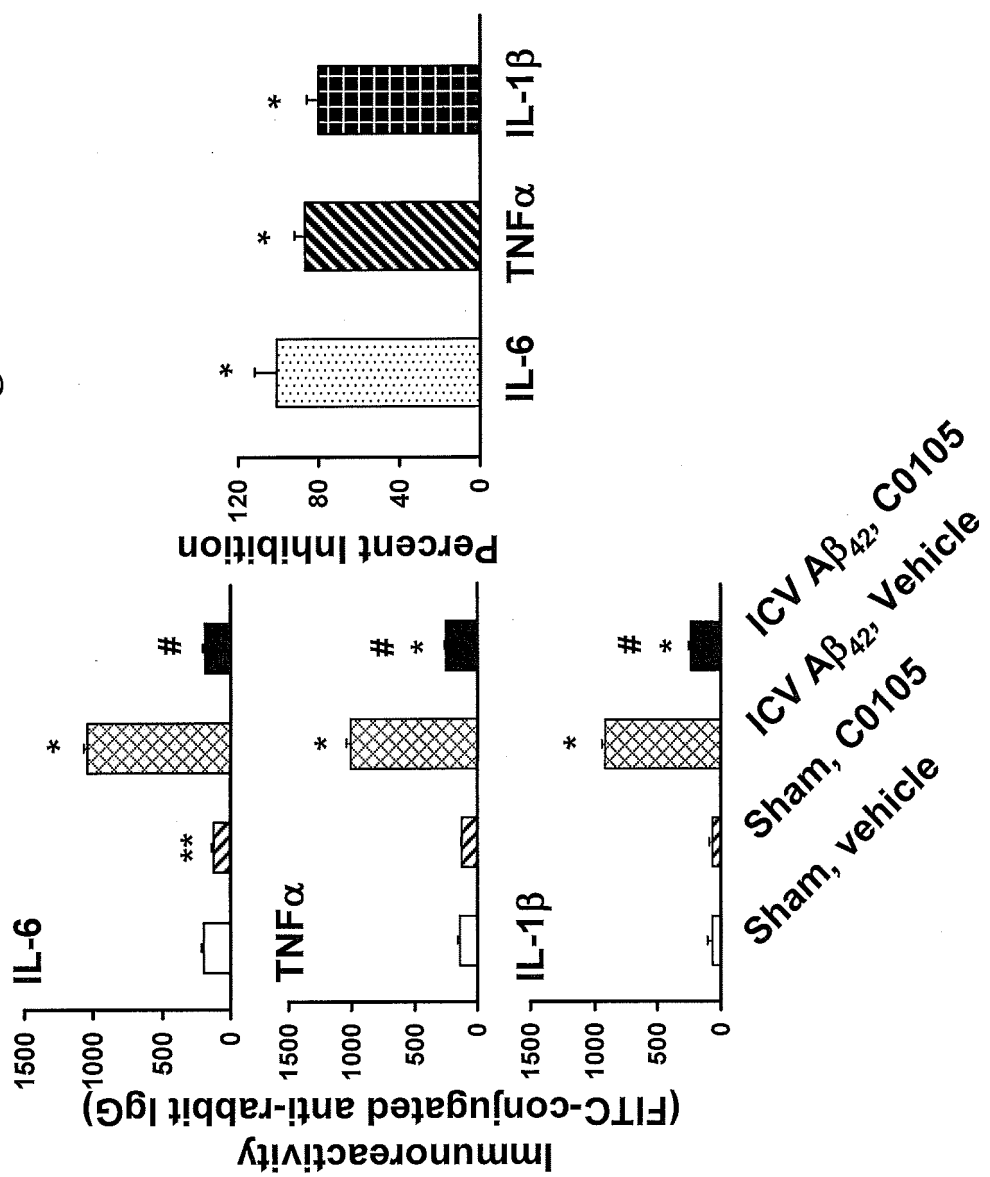 IL-6
1500
1000
500
0
*
**
*
#
TNFα
1500
1000
500
0
*
#
*
IL-1β
1500
1000
500
0
*
#
*
Immunoreactivity
(FITC-conjugated anti-rabbit IgG)
Sham, vehicle
Sham, C0105
ICV Aβ42, Vehicle
ICV Aβ42, C0105
Percent Inhibition
120
80
40
0
*
*
*
IL-6
TNFα
IL-1β